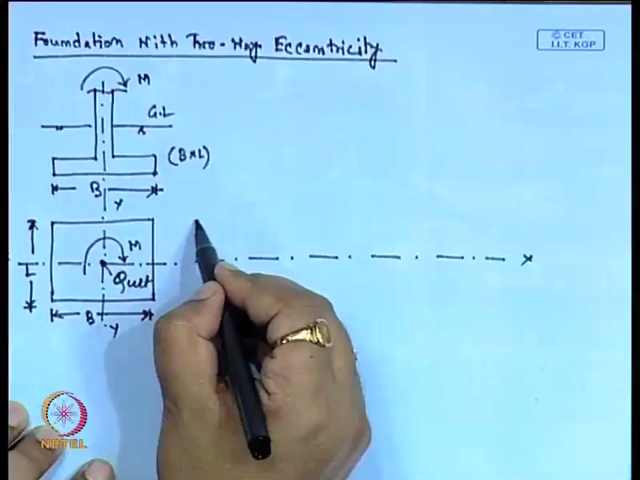 © CET
I.I.T. KGP
Foundation With Two-Way Eccentricity
M
G.L
(B×L)
B
Y
M
L
Qult
x
B
Y
NPTEL